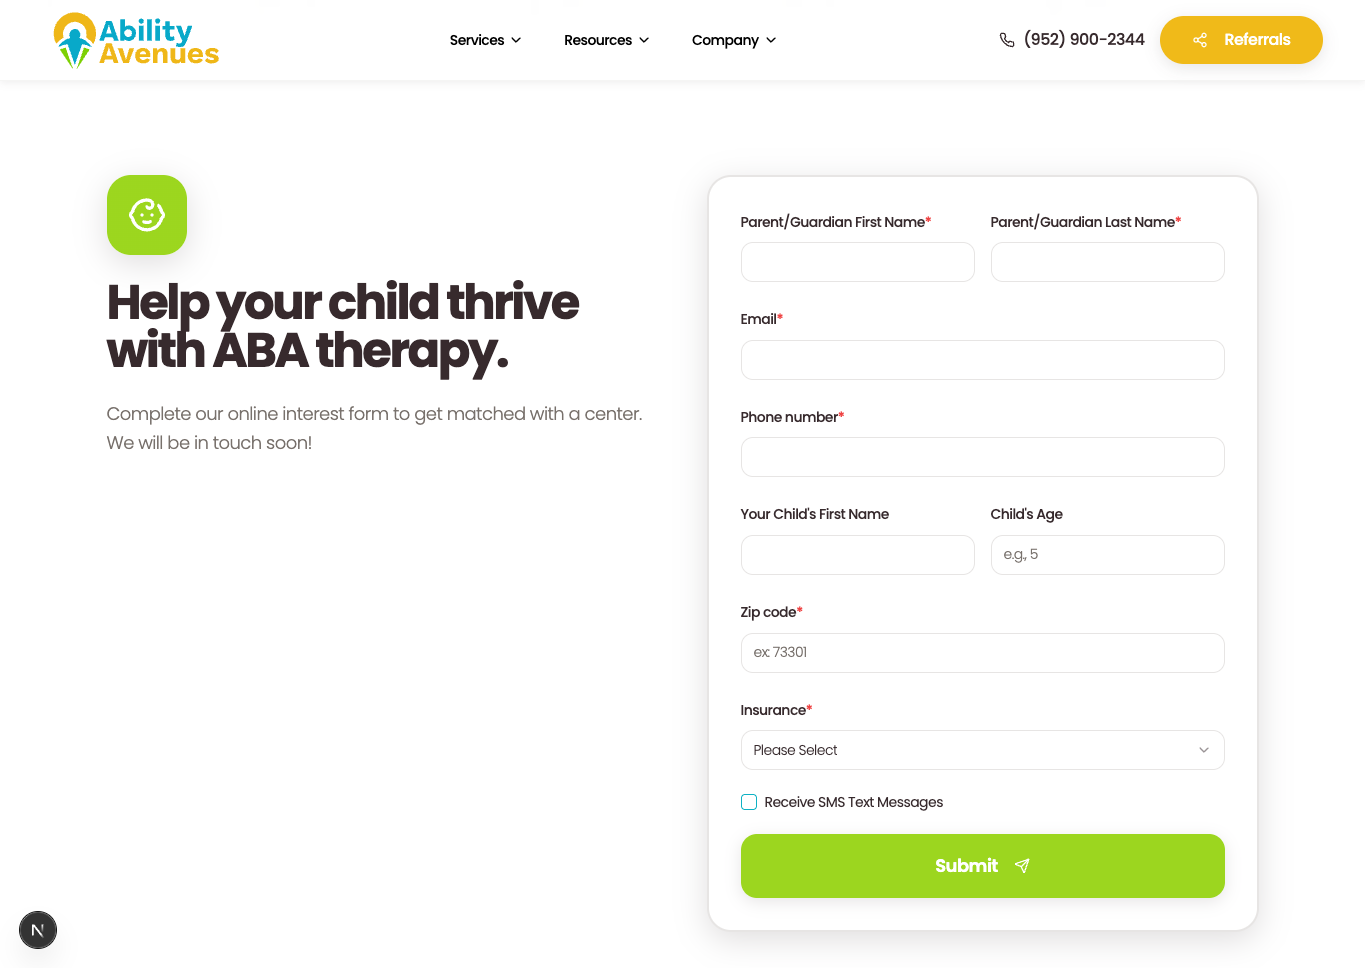 Ability
Avenues
Services
Resources
Company
(952) 900-2344
Referrals
Help your child thrive
with ABA therapy.
Complete our online interest form to get matched with a center.
We will be in touch soon!
Parent/Guardian First Name*
Parent/Guardian Last Name*
Email*
Phone number*
Your Child's First Name
Child's Age
e.g., 5
Zip code*
ex: 73301
Insurance*
Please Select
Receive SMS Text Messages
Submit
N